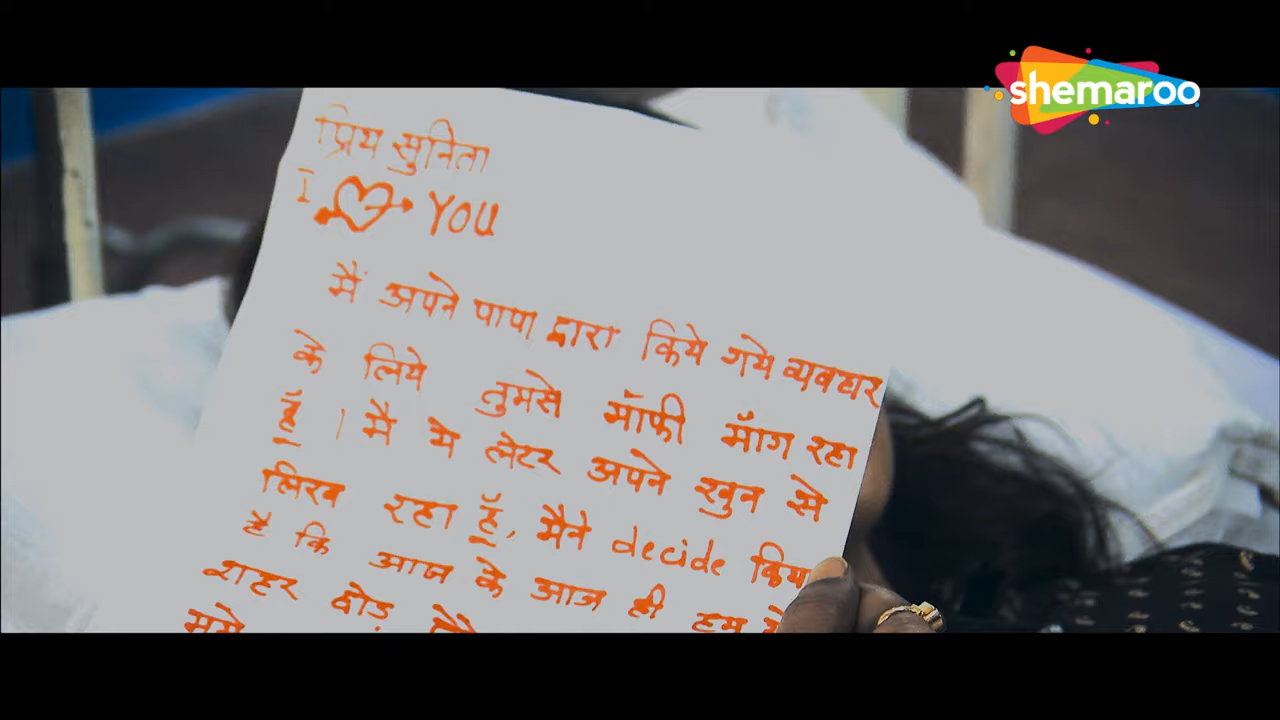 shemaroo
प्रिय सुनिता
I YOU
मैं अपने पापा द्वारा किये गये व्यवहार
के लिये तुमसे मॉफी मॉग रहा
हूँ । मै ये लेटर अपने खुन से
लिख रहा हूँ, मैने decide किया
है कि आज के आज ही हम
शहर छोड़